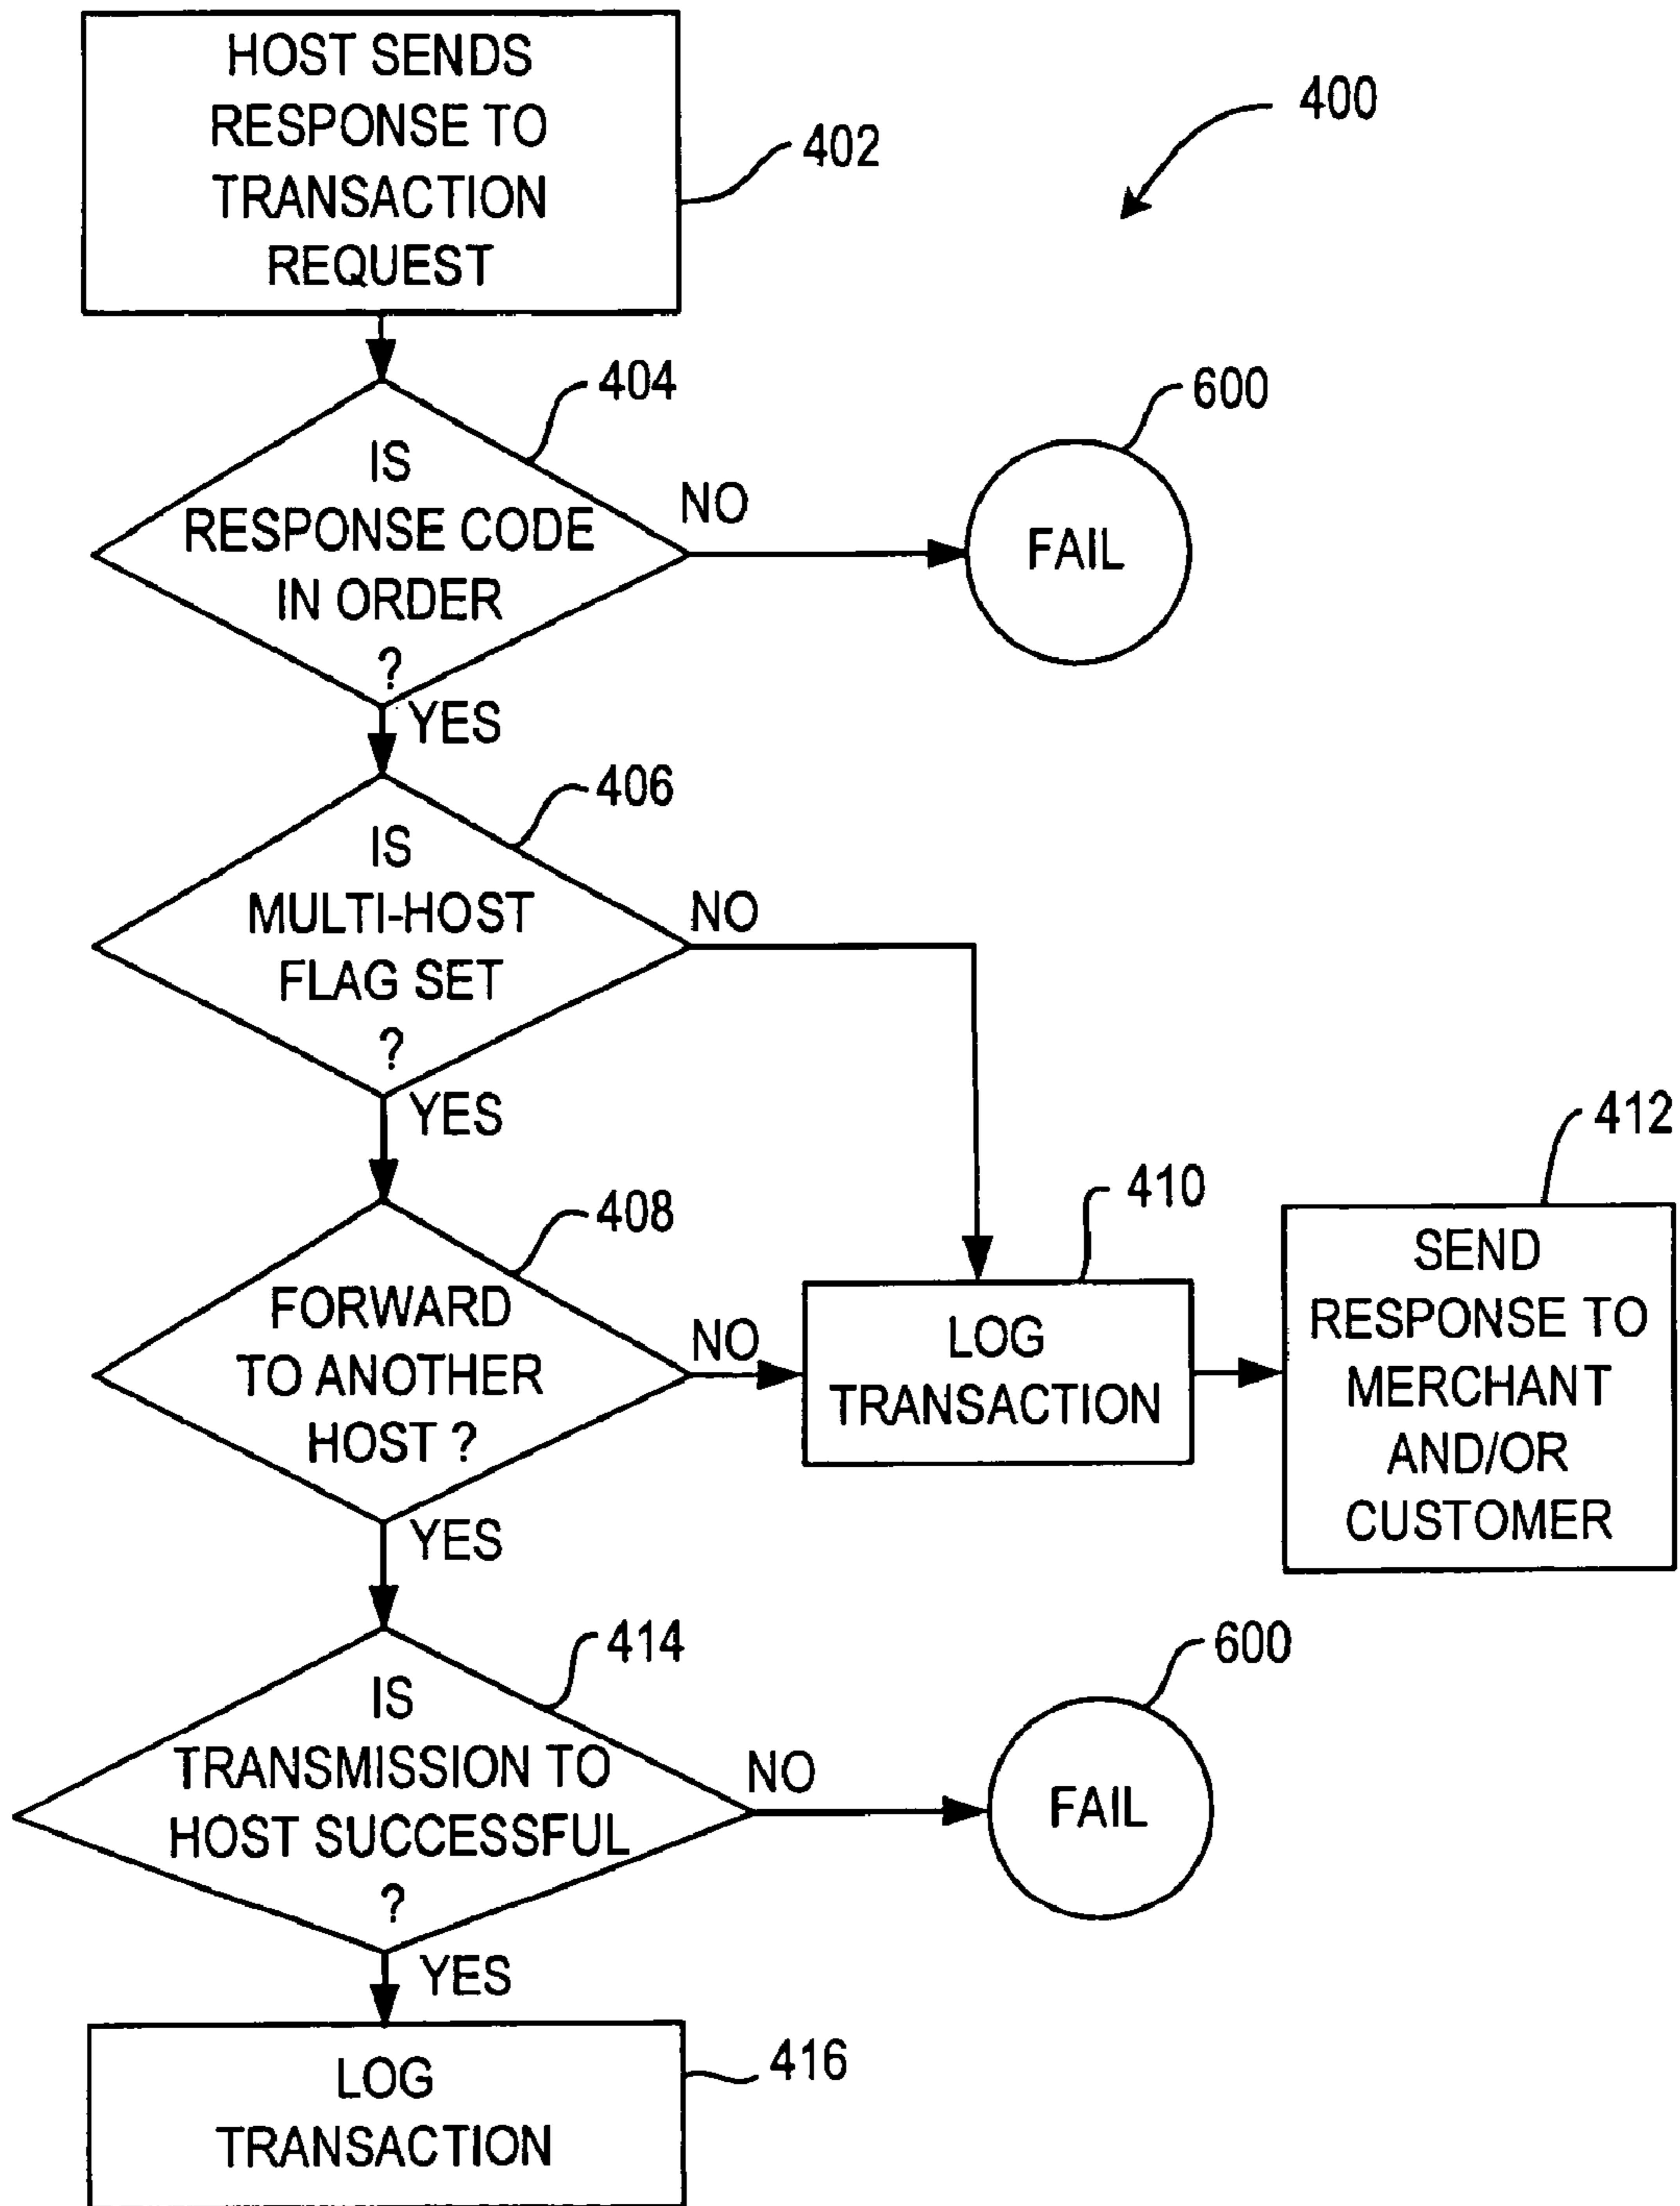 HOST SENDS
RESPONSE TO
TRANSACTION
REQUEST
402
400
404
IS
RESPONSE CODE
IN ORDER
?
NO
600
FAIL
YES
406
IS
MULTI-HOST
FLAG SET
?
NO
YES
408
FORWARD
TO ANOTHER
HOST ?
NO
410
LOG
TRANSACTION
412
SEND
RESPONSE TO
MERCHANT
AND/OR
CUSTOMER
YES
414
IS
TRANSMISSION TO
HOST SUCCESSFUL
?
NO
600
FAIL
YES
LOG
TRANSACTION
416